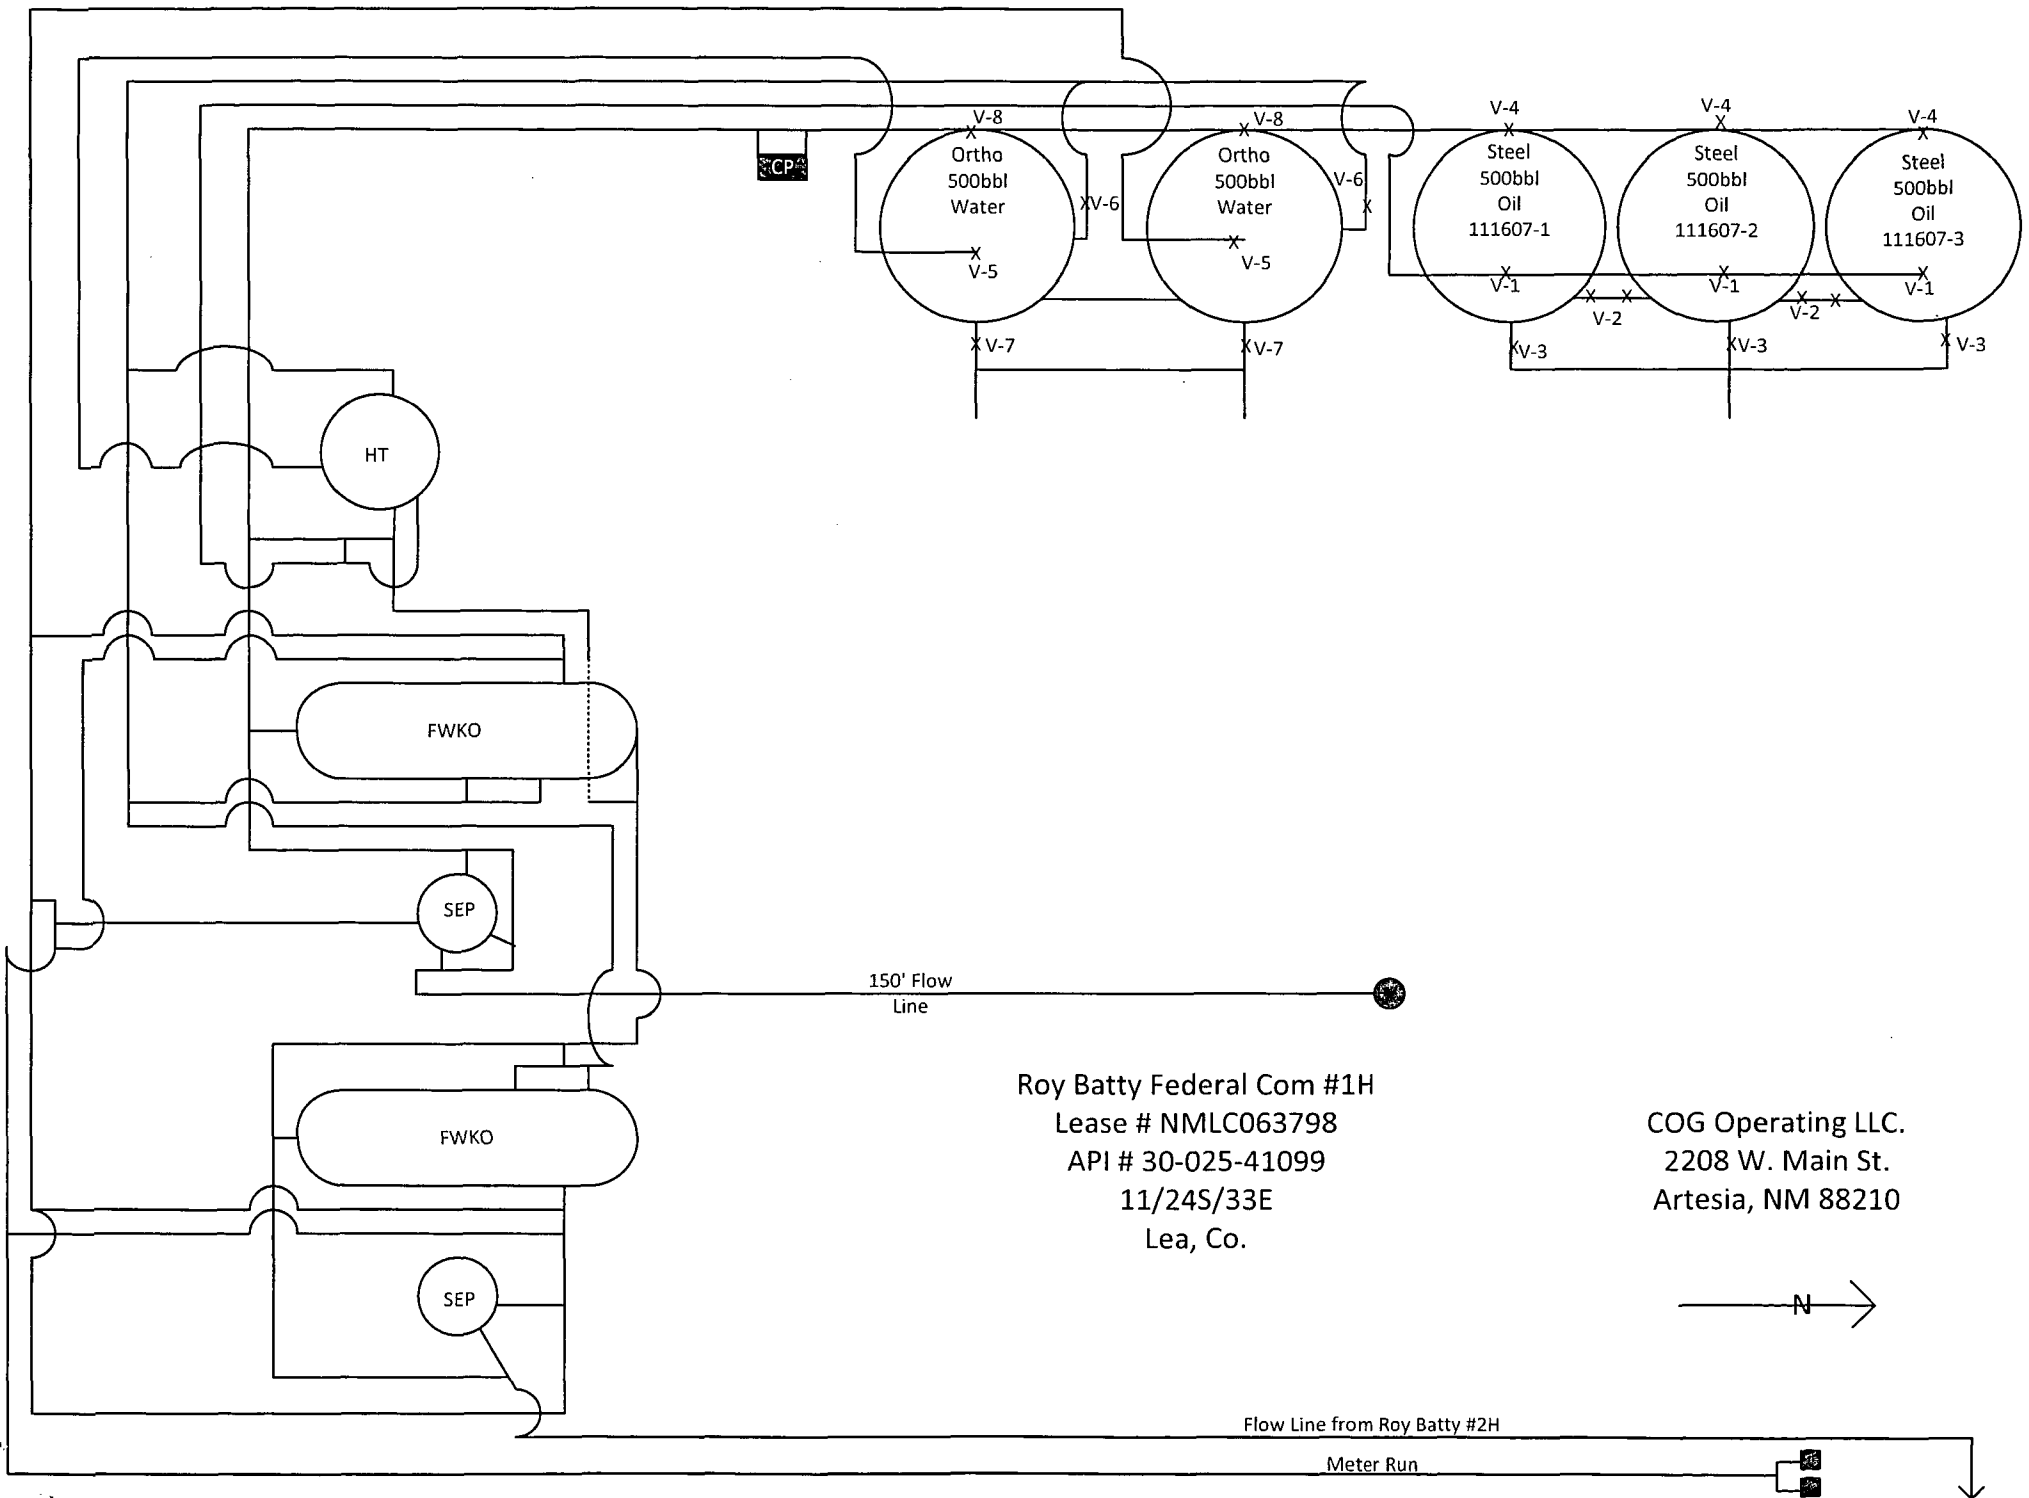 V-8
V-8
V-4
V-4
V-4
CP
Ortho
500bbl
Water
Ortho
500bbl
Water
Steel
500bbl
Oil
111607-1
Steel
500bbl
Oil
111607-2
Steel
500bbl
Oil
111607-3
V-6
V-6
V-5
V-5
V-1
V-1
V-1
V-2
V-2
V-7
V-7
V-3
V-3
V-3
HT
FWKO
SEP
150' Flow
Line
FWKO
SEP
Roy Batty Federal Com #1H
Lease # NMLC063798
API # 30-025-41099
11/24S/33E
Lea, Co.
COG Operating LLC.
2208 W. Main St.
Artesia, NM 88210
N
Flow Line from Roy Batty #2H
Meter Run